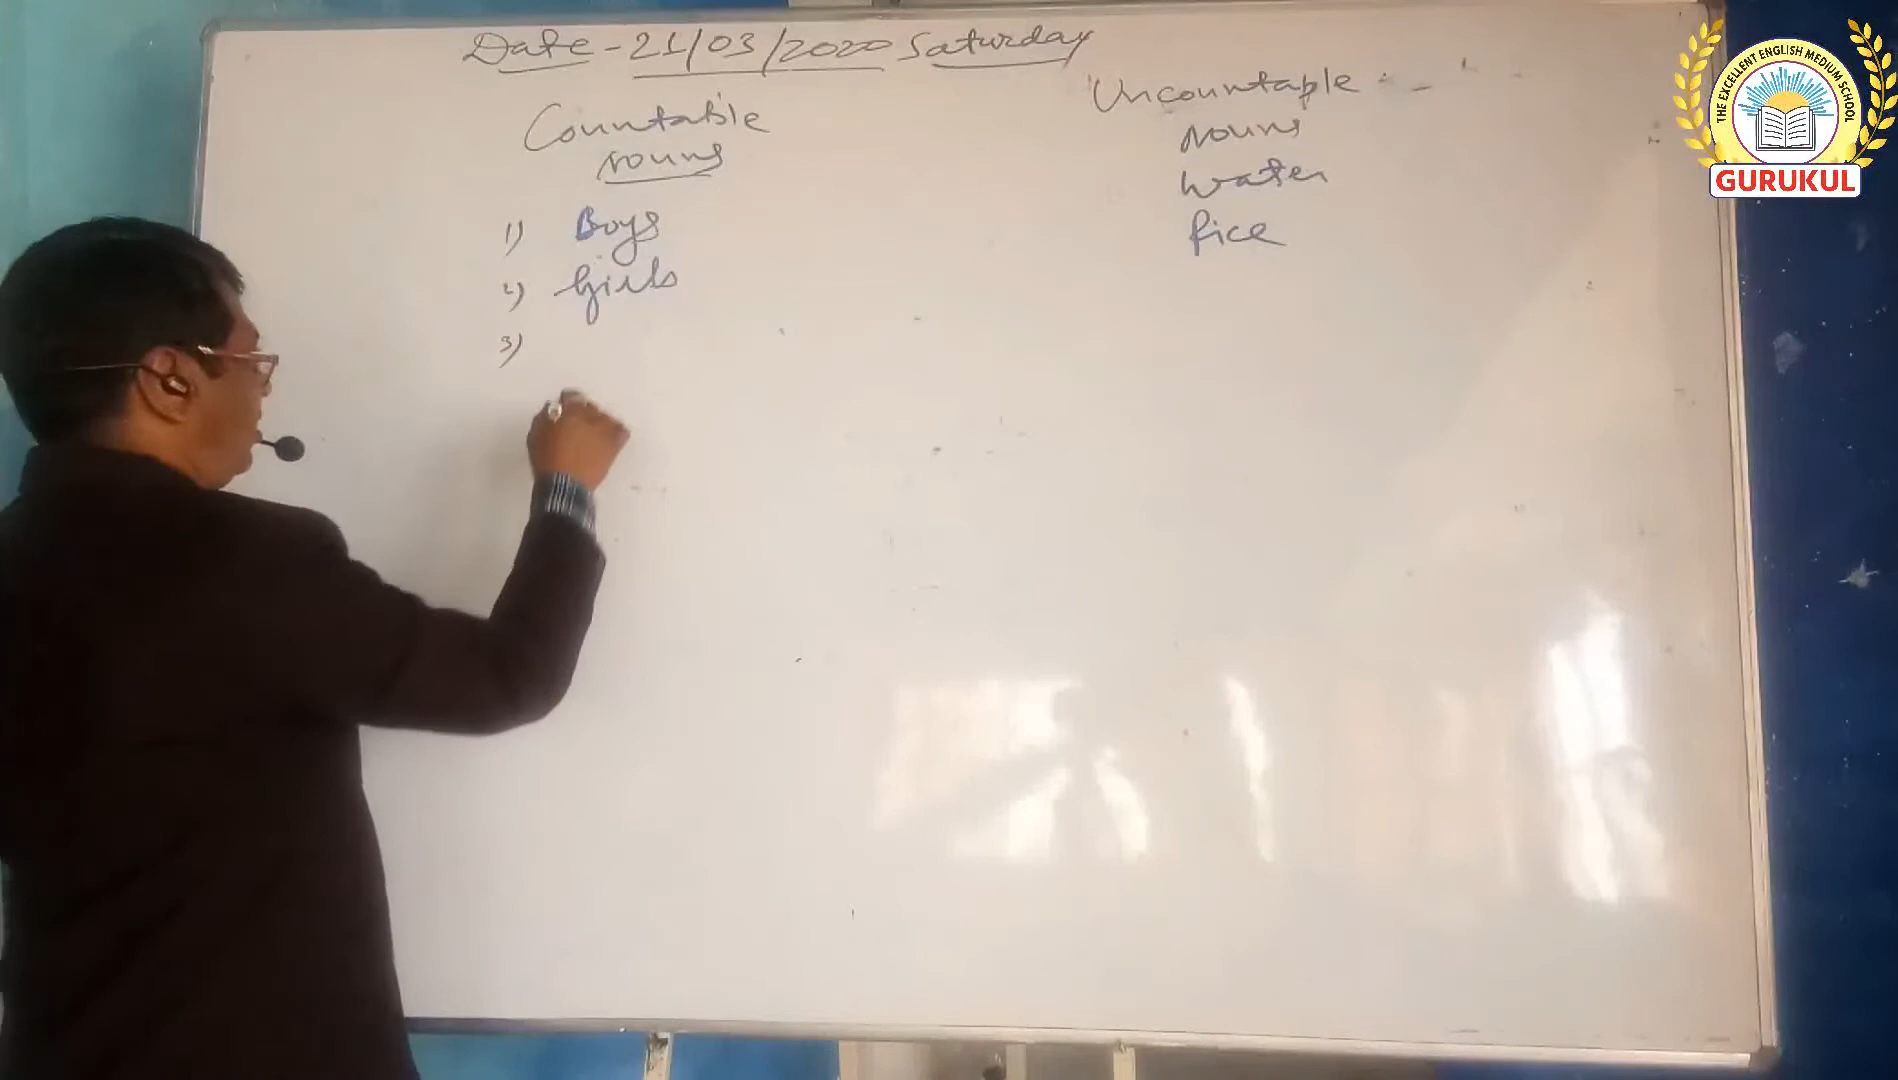 Date - 21/03/2020 Saturday
Countable
nouns
1) Boys
2) Girls
3)
Uncountable
nouns
water
Rice
THE EXCELLENT ENGLISH MEDIUM SCHOOL
GURUKUL